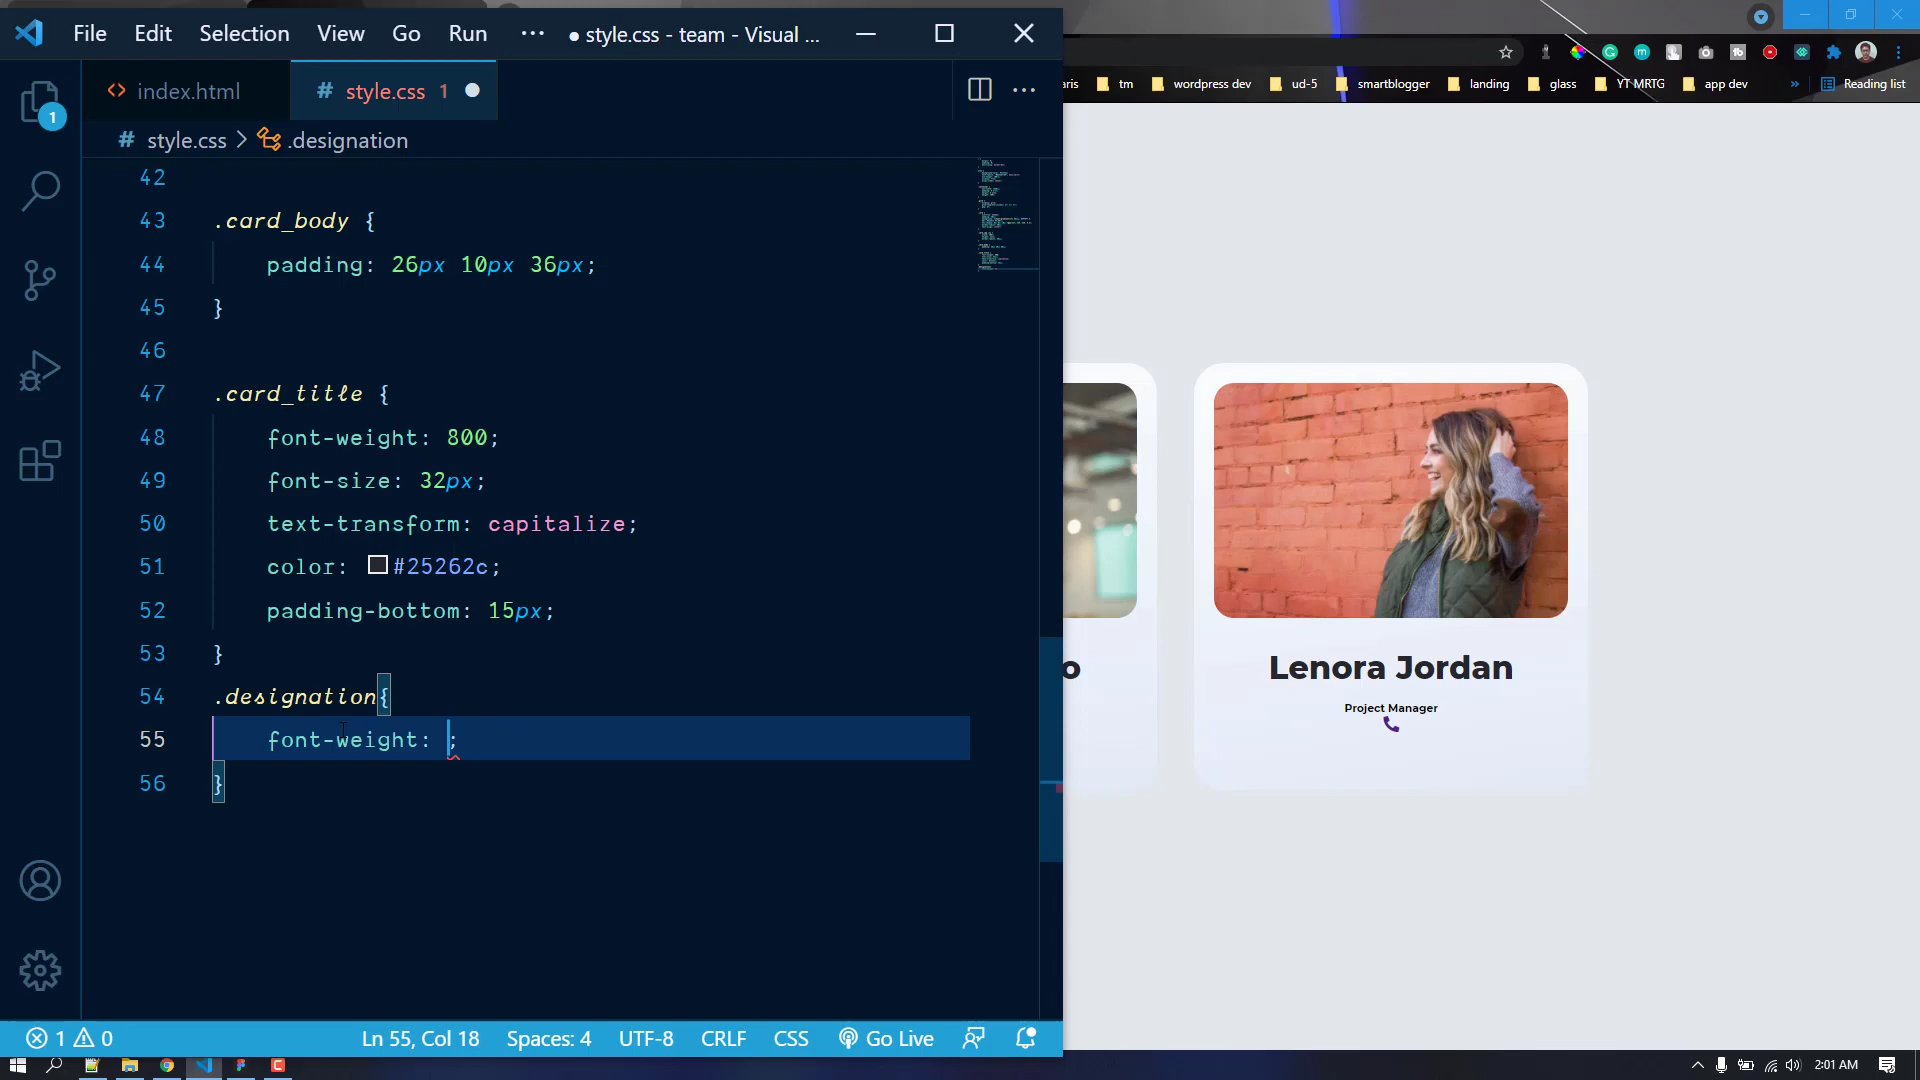 File Edit Selection View Go Run ··· ● style.css - team - Visual ...
index.html
# style.css 1
# style.css > .designation
42
43 .card_body {
44 padding: 26px 10px 36px;
45 }
46
47 .card_title {
48 font-weight: 800;
49 font-size: 32px;
50 text-transform: capitalize;
51 color: #25262c;
52 padding-bottom: 15px;
53 }
54 .designation{
55 font-weight: ;
56 }
1
1 0
Ln 55, Col 18 Spaces: 4 UTF-8 CRLF CSS Go Live
aris tm wordpress dev ud-5 smartblogger landing glass YT MRTG app dev » Reading list
o
Lenora Jordan
Project Manager
2:01 AM